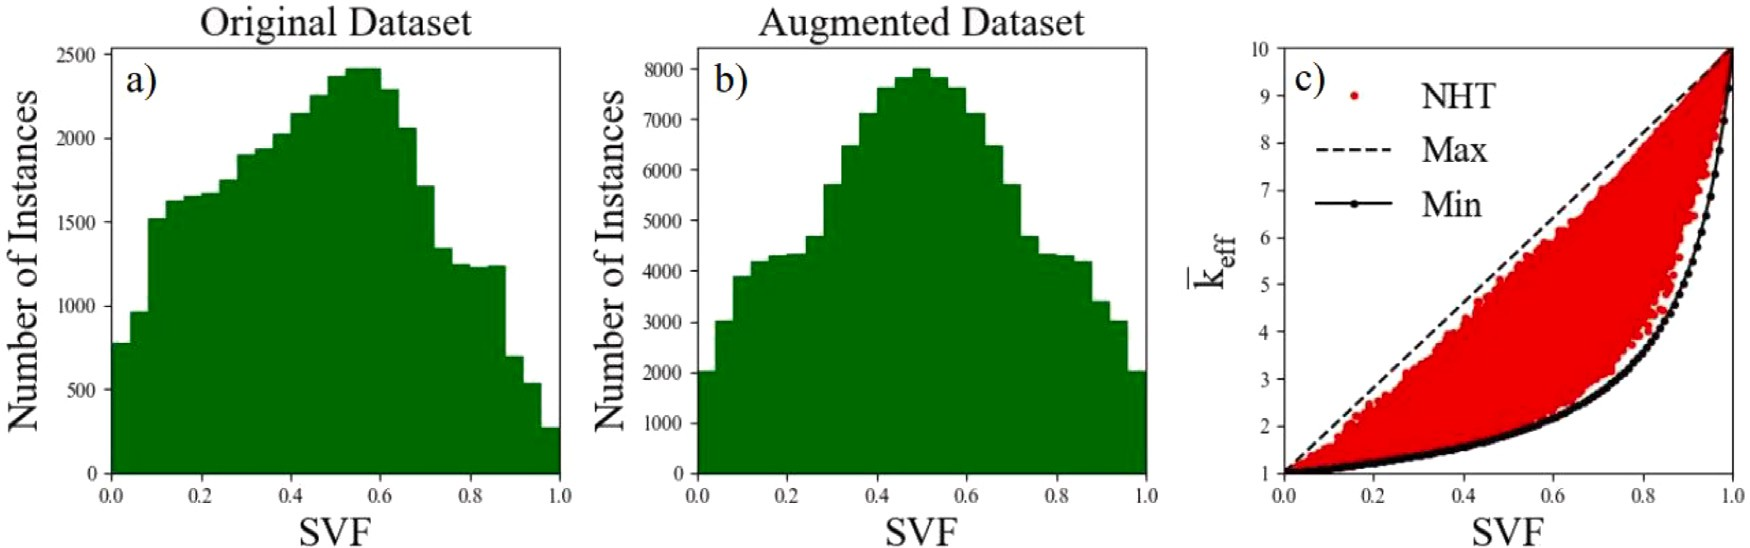 Original Dataset
a)
Number of Instances
2500
2000
1500
1000
500
0
0.0 0.2 0.4 0.6 0.8 1.0
SVF
Augmented Dataset
b)
Number of Instances
8000
7000
6000
5000
4000
3000
2000
1000
0
0.0 0.2 0.4 0.6 0.8 1.0
SVF
c)
NHT
Max
Min
k̅eff
10
9
8
7
6
5
4
3
2
1
0.0 0.2 0.4 0.6 0.8 1.0
SVF